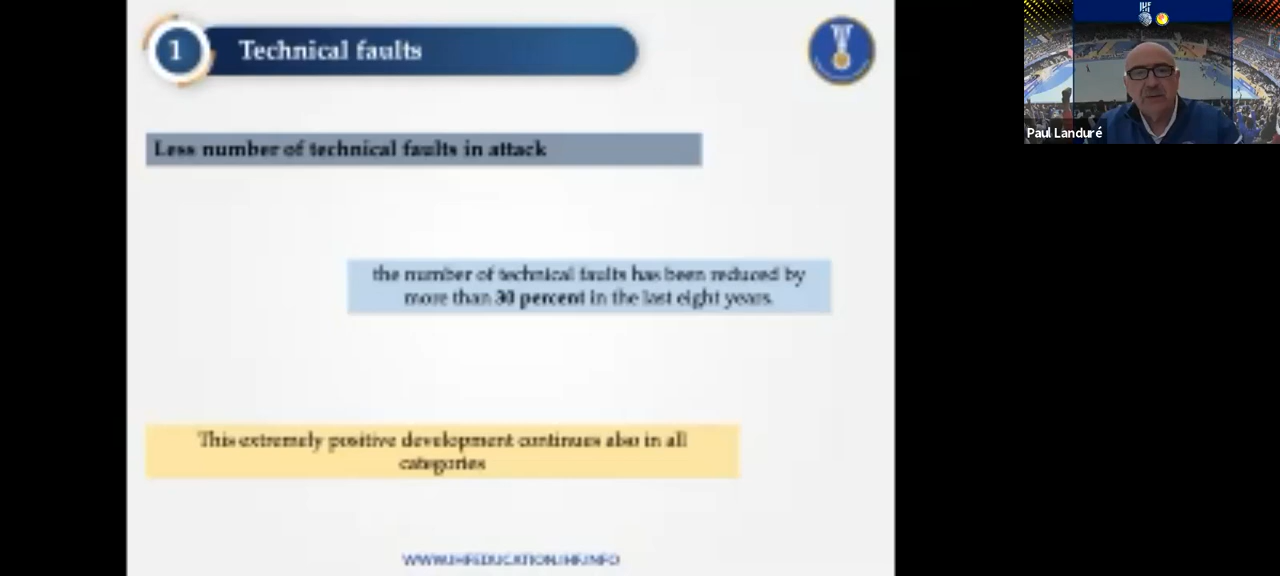 1
Technical faults
Less number of technical faults in attack
the number of technical faults has been reduced by
more than 30 percent in the last eight years.
This extremely positive development continues also in all
categories
WWW.IHFEDUCATION.IHF.INFO
IHF
Paul Landuré